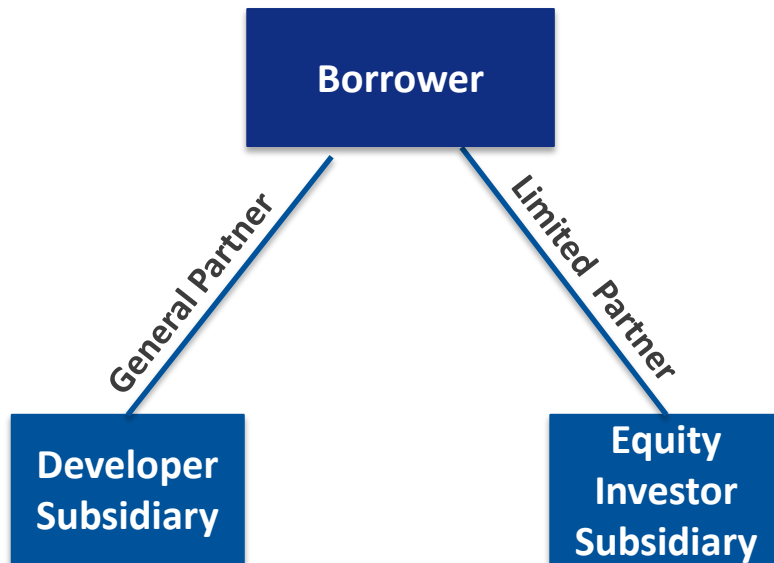 Borrower
General Partner
Limited Partner
Developer
Subsidiary
Equity
Investor
Subsidiary